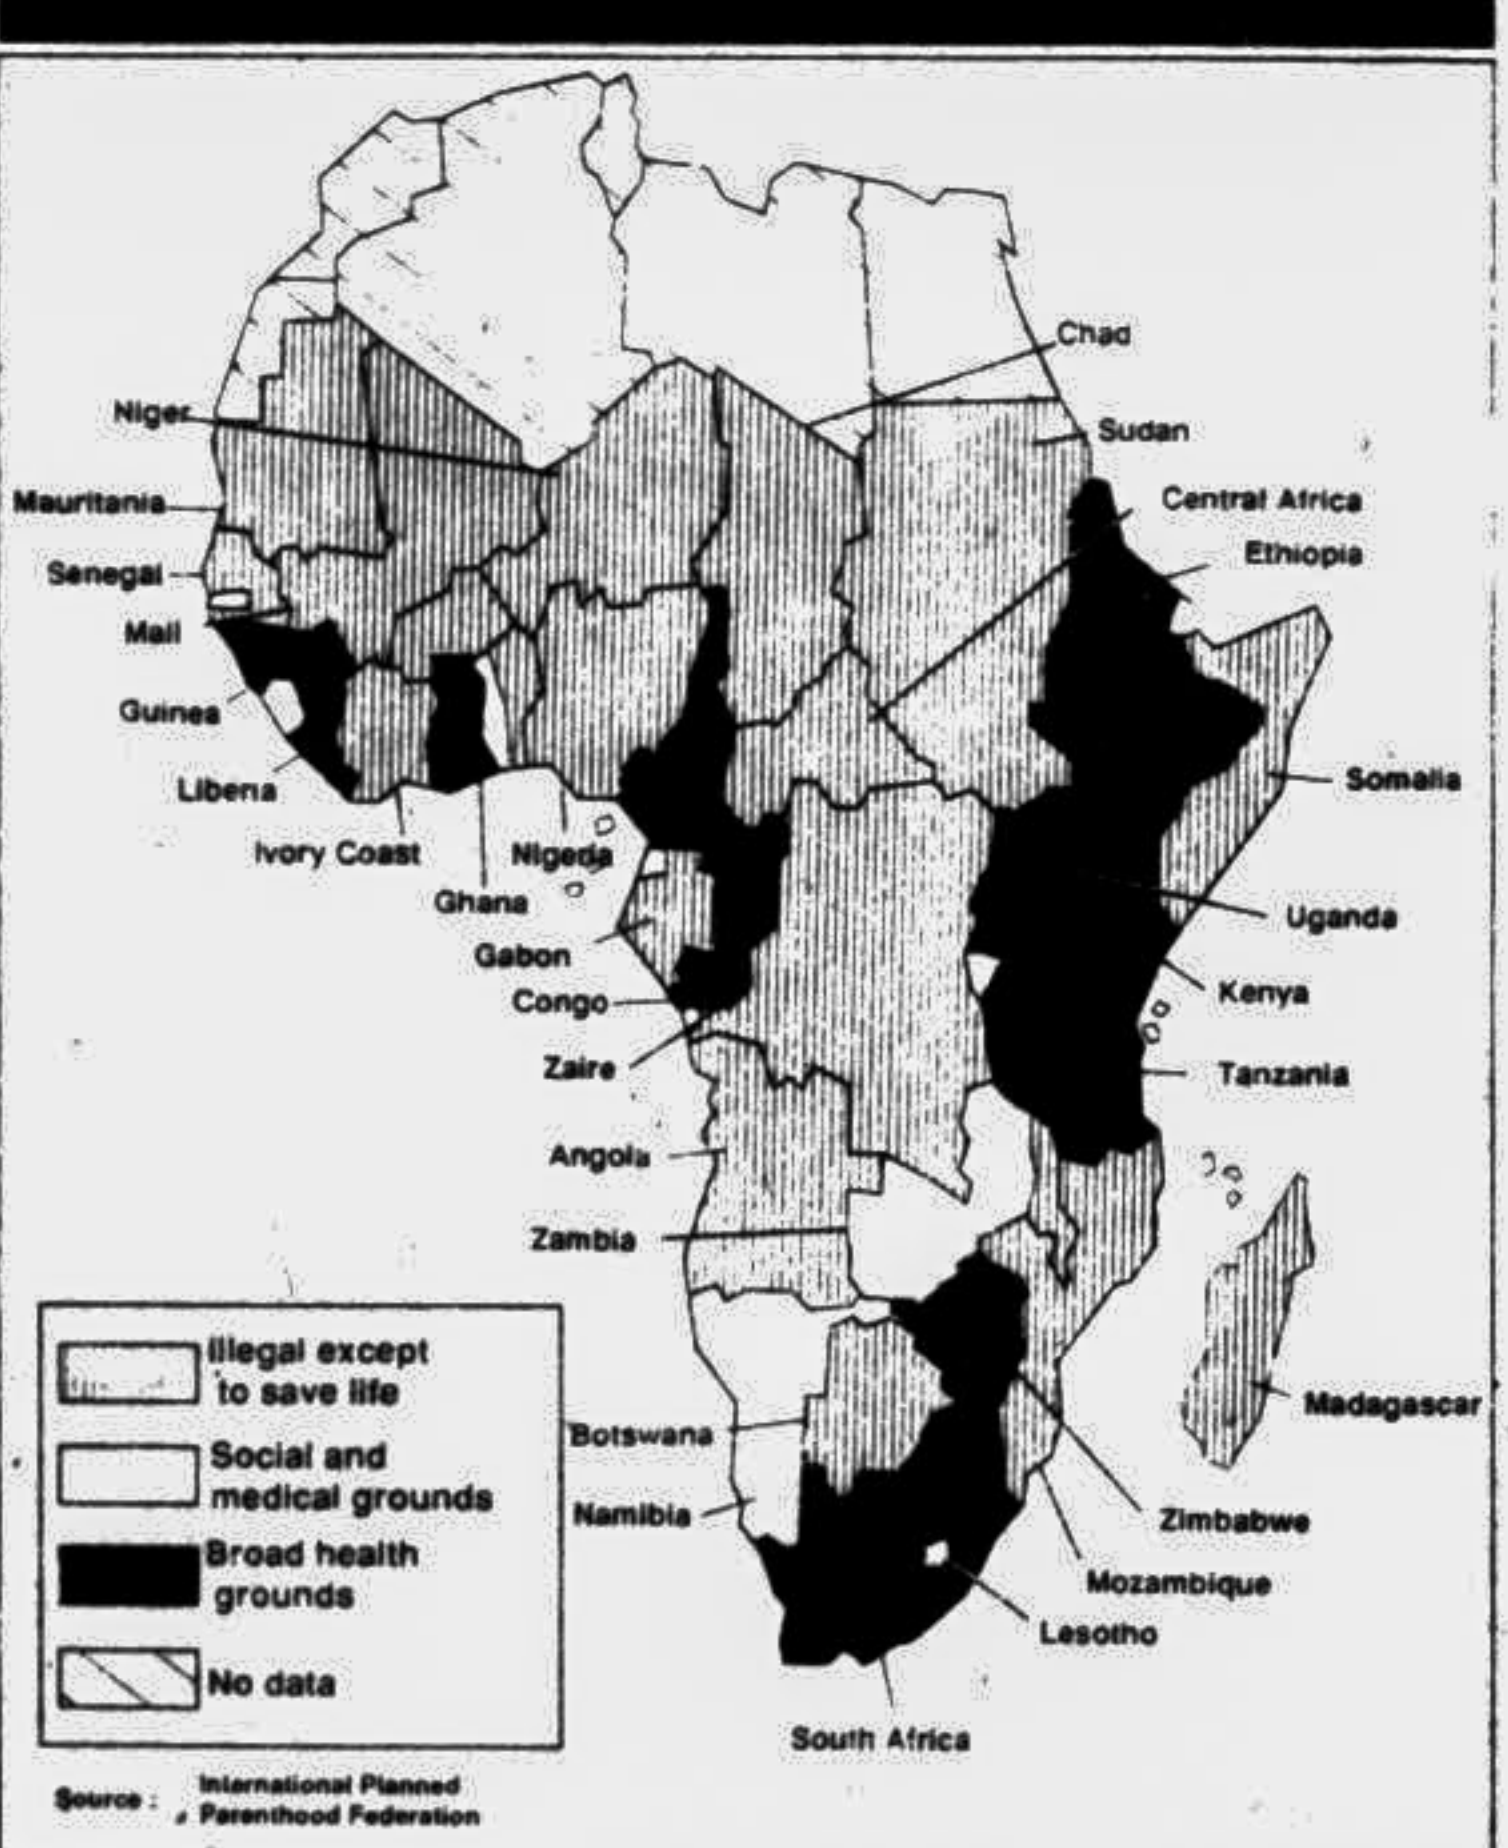 Chad
Niger
Sudan
Mauritania
Central Africa
Ethiopia
Senegal
Mali
Guinea
Liberia
Somalia
Ivory Coast
Nigeria
Ghana
Uganda
Gabon
Congo
Kenya
Zaire
Tanzania
Angola
Zambia
Madagascar
Botswana
Namibia
Zimbabwe
Mozambique
Lesotho
South Africa
Illegal except
to save life
Social and
medical grounds
Broad health
grounds
No data
Source: International Planned
Parenthood Federation